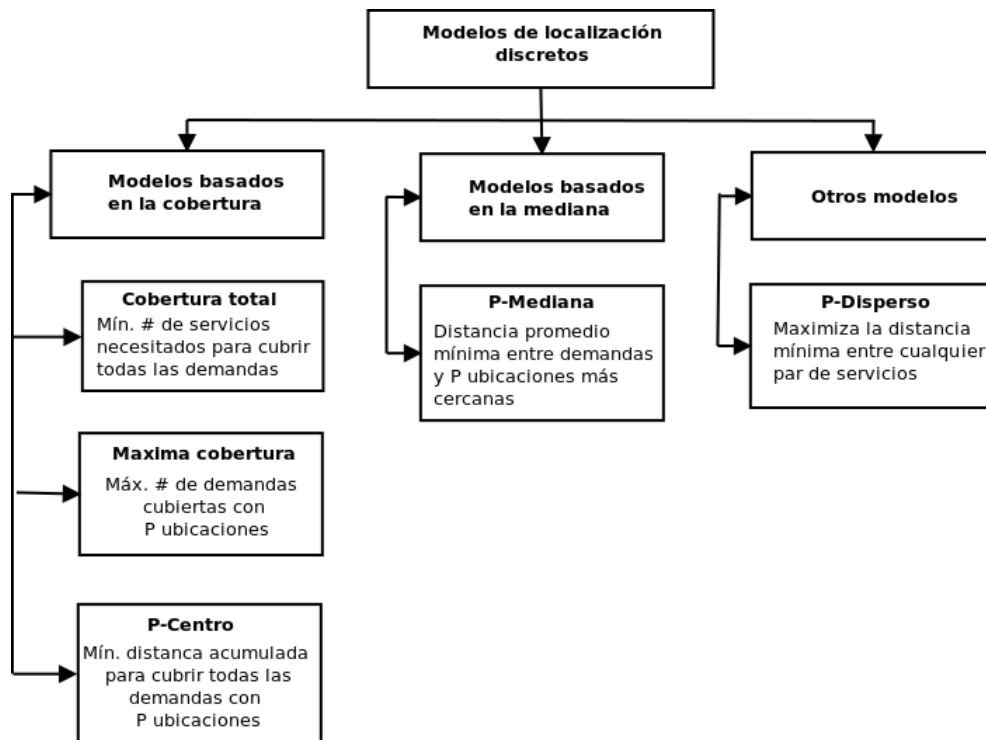 Modelos de localización
discretos
Modelos basados
en la cobertura
Modelos basados
en la mediana
Otros modelos
Cobertura total
Mín. # de servicios
necesitados para cubrir
todas las demandas
P-Mediana
Distancia promedio
mínima entre demandas
y P ubicaciones más
cercanas
P-Disperso
Maximiza la distancia
mínima entre cualquier
par de servicios
Maxima cobertura
Máx. # de demandas
cubiertas con
P ubicaciones
P-Centro
Mín. distanca acumulada
para cubrir todas las
demandas con
P ubicaciones